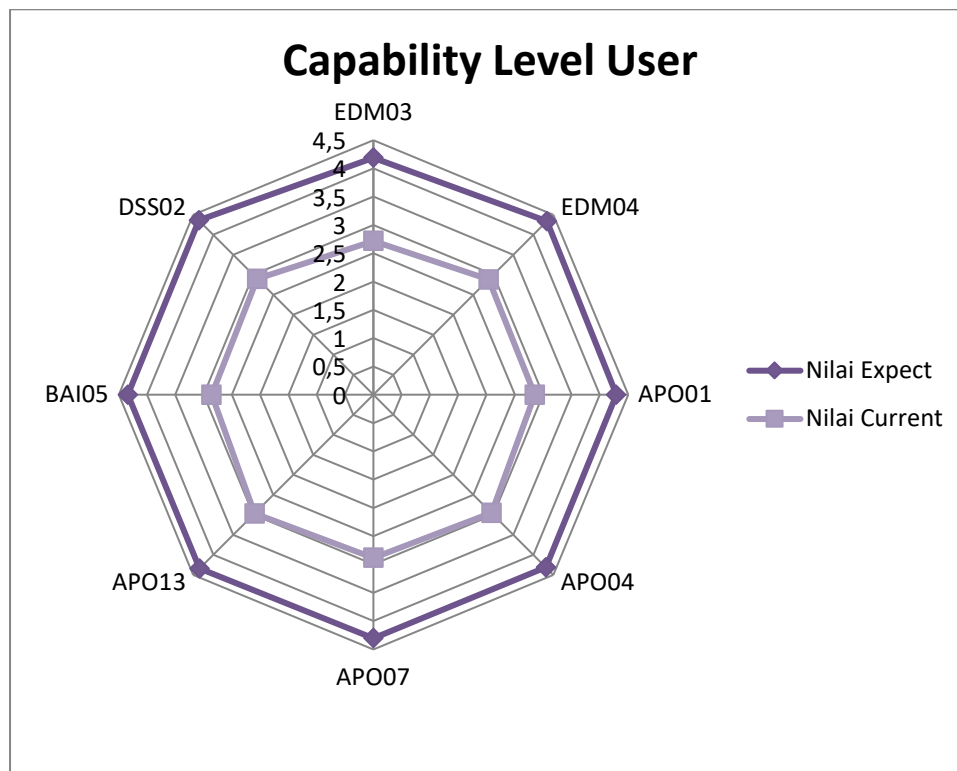 Capability Level User
EDM03
EDM04
APO01
APO04
APO07
APO13
BAI05
DSS02
4,5
4
3,5
3
2,5
2
1,5
1
0,5
0
Nilai Expect
Nilai Current